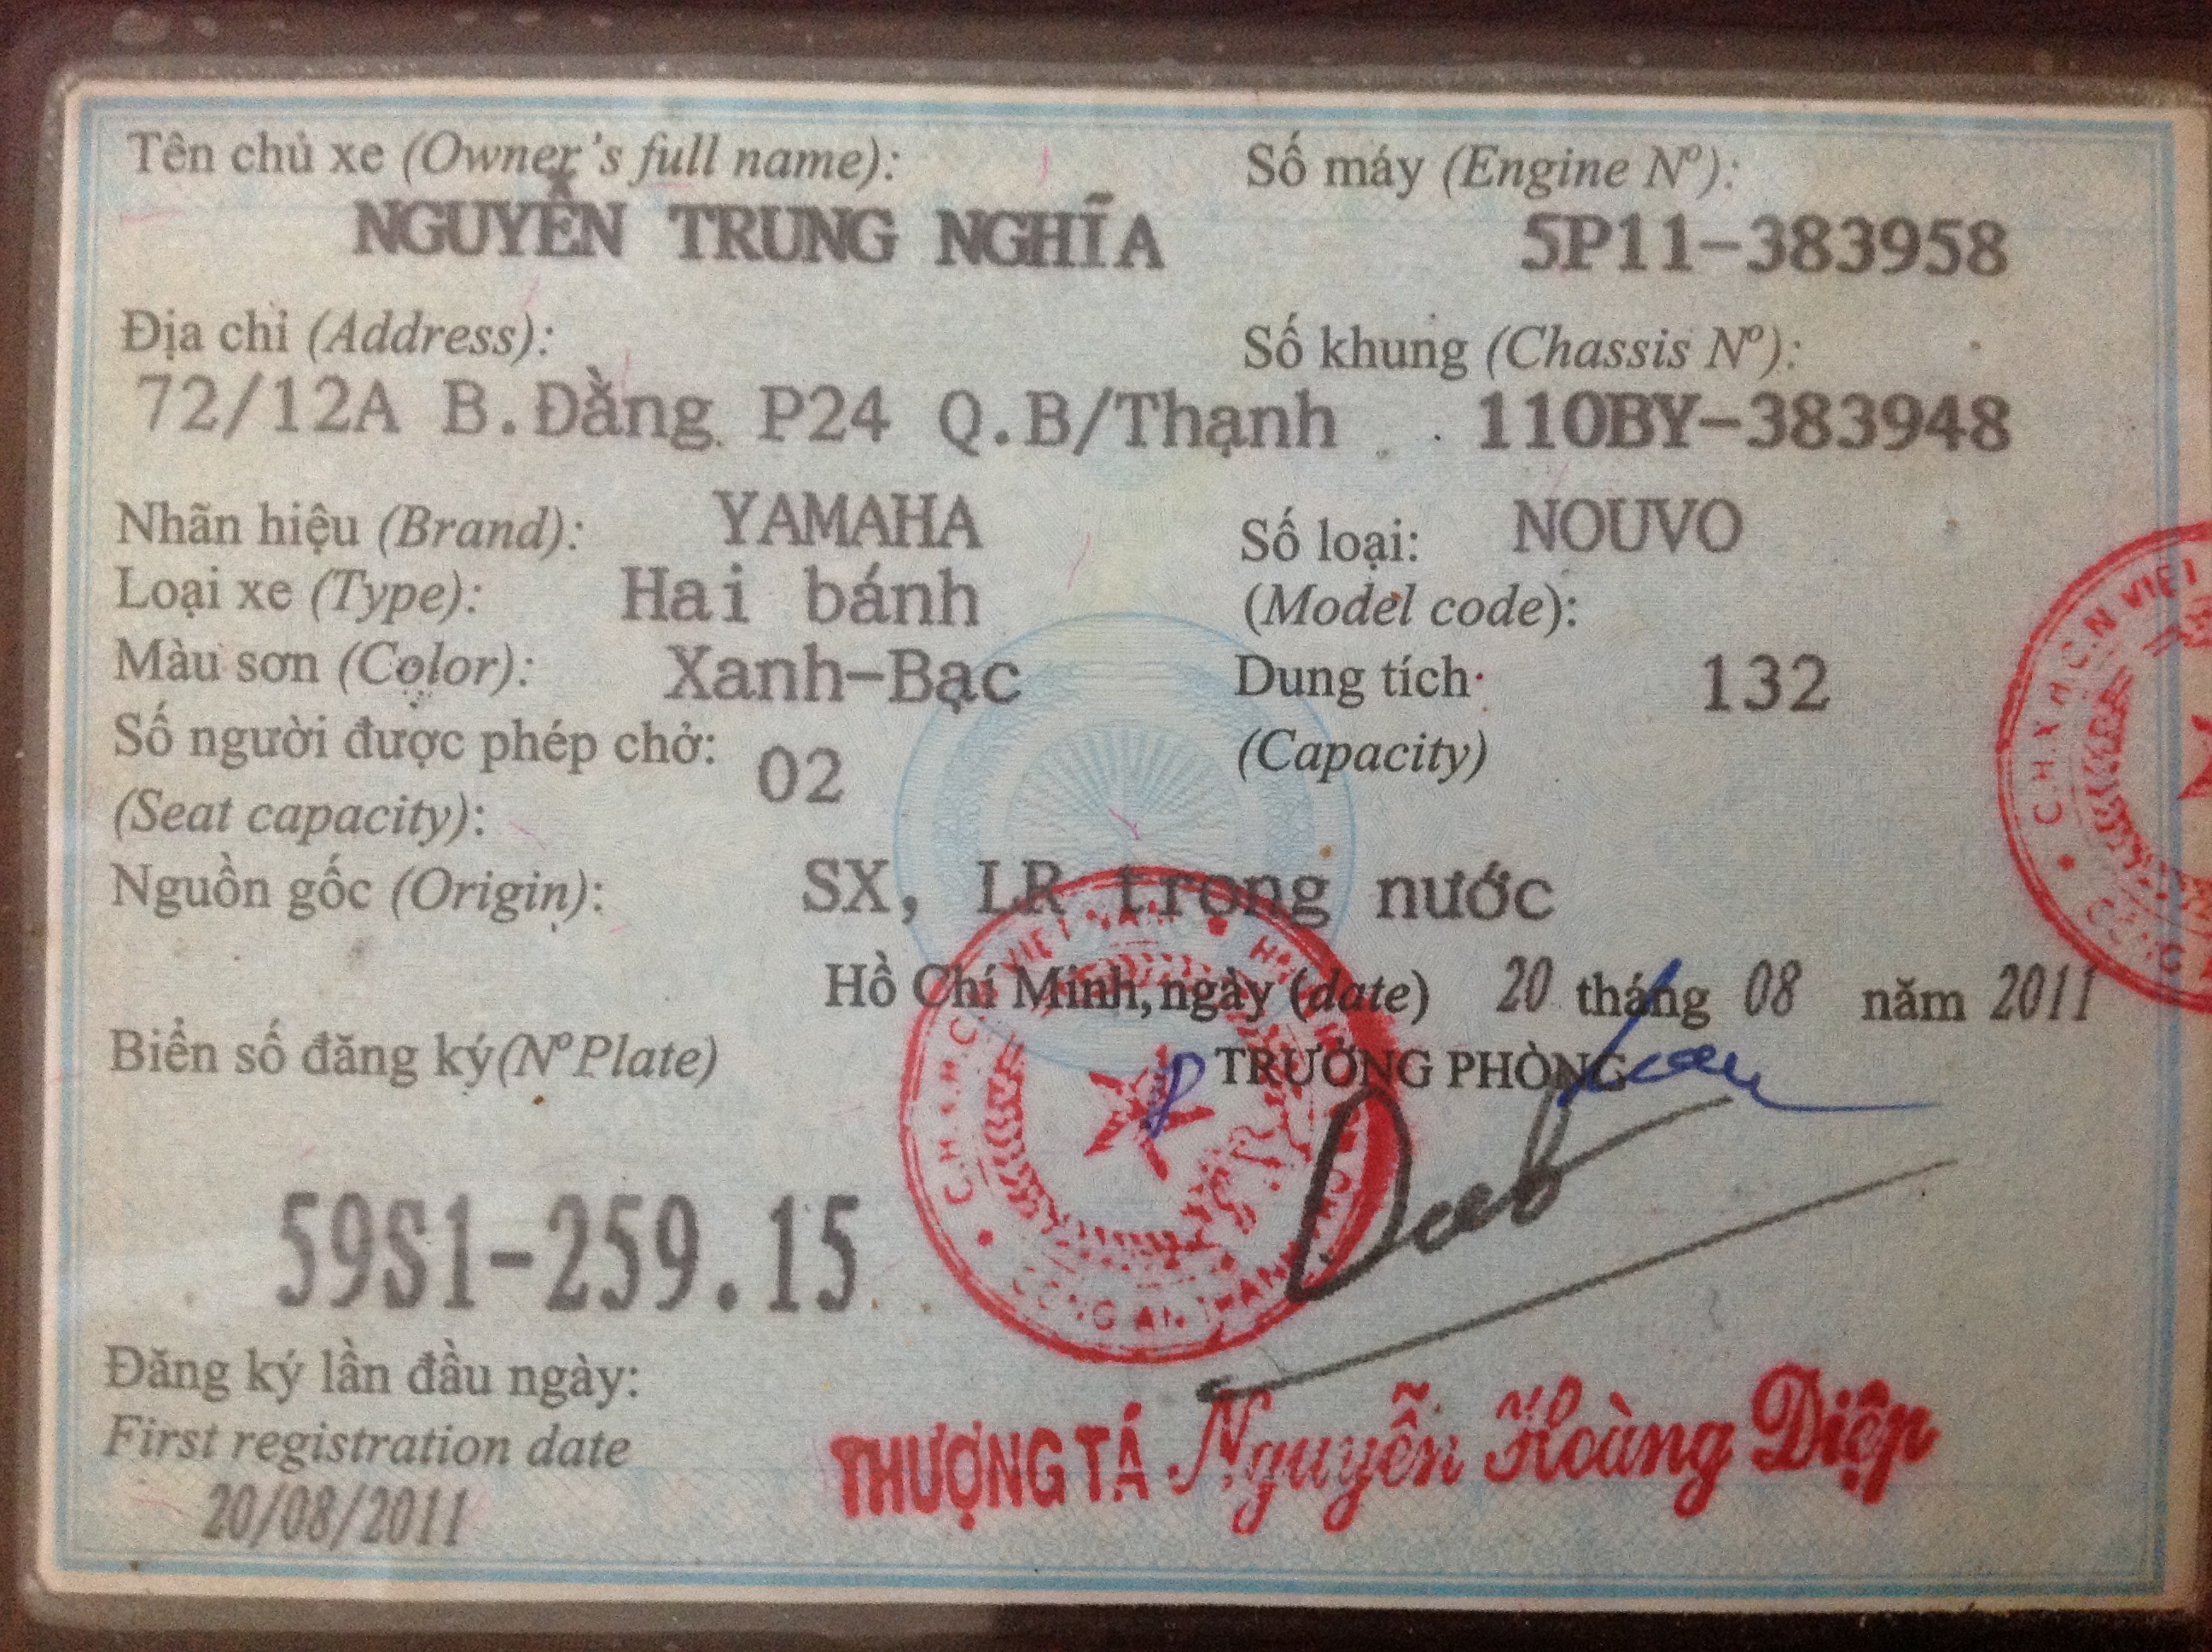 Tên chủ xe (Owner's full name):
NGUYỄN TRUNG NGHĨA
Số máy (Engine Nº):
5P11-383958
Địa chỉ (Address):
72/12A B.Đằng P24 Q.B/Thạnh
Số khung (Chassis Nº):
110BY-383948
Nhãn hiệu (Brand): YAMAHA
Số loại: NOUVO
(Model code):
Loại xe (Type): Hai bánh
Màu sơn (Color): Xanh-Bạc
Dung tích 132
(Capacity)
Số người được phép chở: 02
(Seat capacity):
Nguồn gốc (Origin): SX, LR trong nước
Hồ Chí Minh, ngày (date) 20 tháng 08 năm 2011
Biển số đăng ký(Nº Plate)
TRƯỞNG PHÒNG
59S1-259.15
Đăng ký lần đầu ngày:
First registration date
20/08/2011
THƯỢNG TÁ Nguyễn Hoàng Diệp